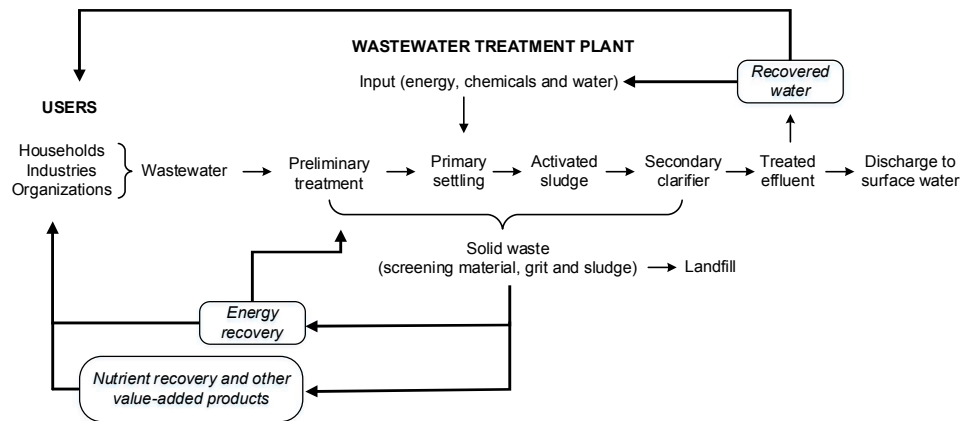 WASTEWATER TREATMENT PLANT
Input (energy, chemicals and water)
Recovered
water
USERS
Households
Industries
Organizations
Wastewater
Preliminary
treatment
Primary
settling
Activated
sludge
Secondary
clarifier
Treated
effluent
Discharge to
surface water
Solid waste
(screening material, grit and sludge)
Landfill
Energy
recovery
Nutrient recovery and other
value-added products